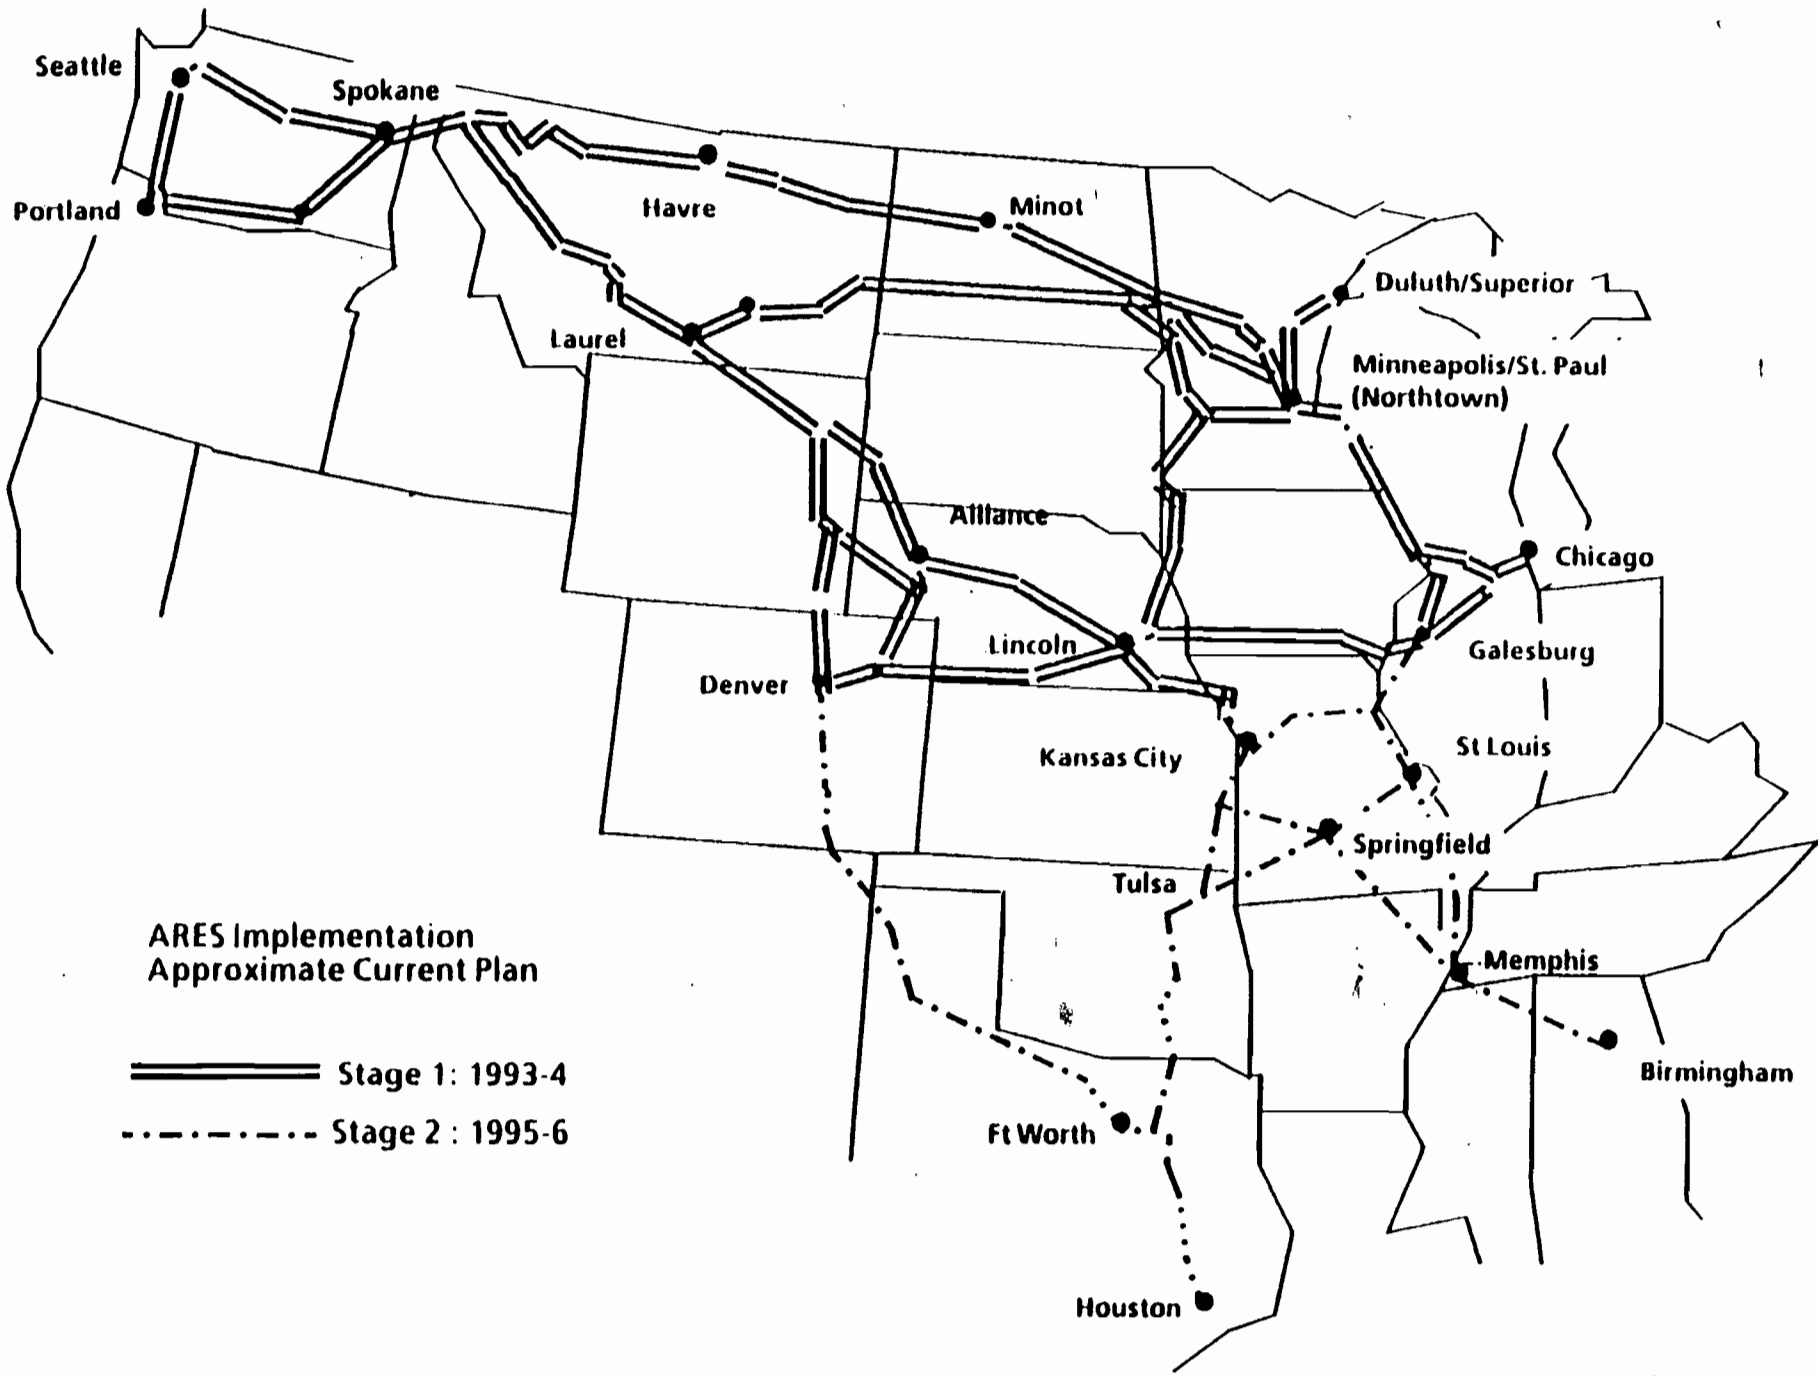 Seattle
Spokane
Portland
Havre
Minot
Duluth/Superior
Laurel
Minneapolis/St. Paul
(Northtown)
Alliance
Chicago
Lincoln
Galesburg
Denver
Kansas City
St Louis
Springfield
Tulsa
ARES Implementation
Approximate Current Plan
Memphis
Stage 1: 1993-4
Birmingham
Stage 2 : 1995-6
Ft Worth
Houston